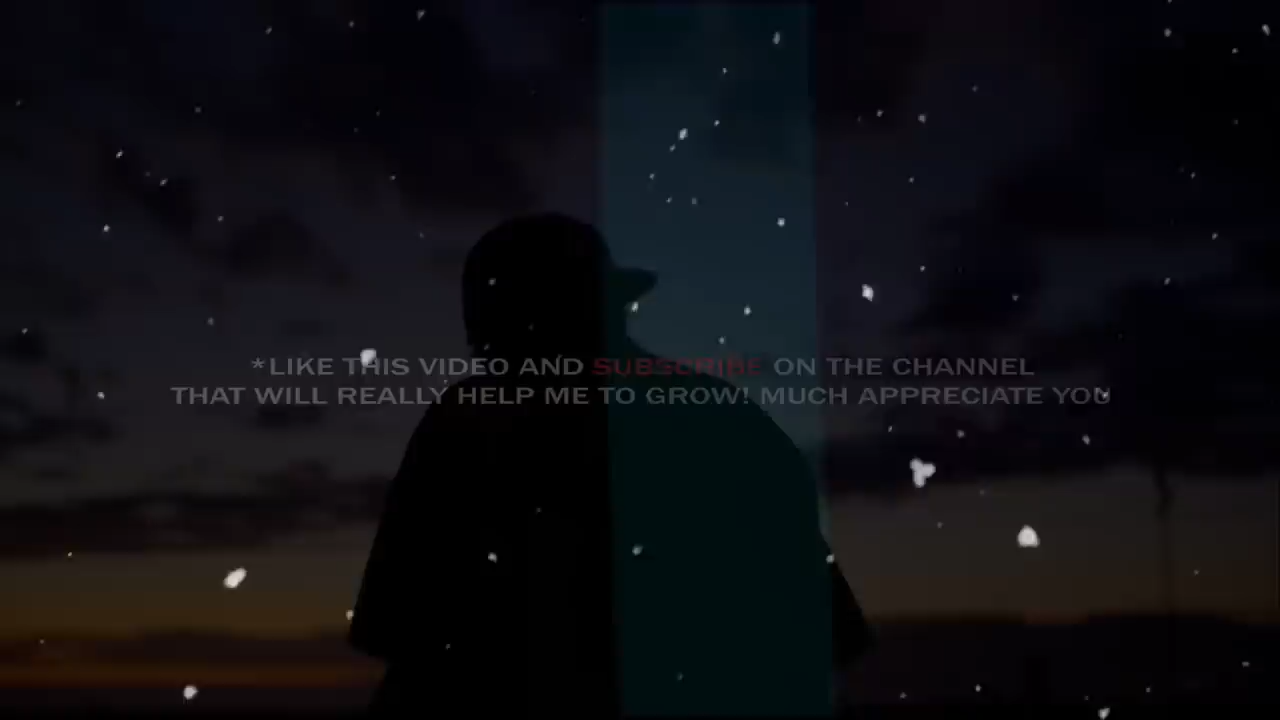 *LIKE THIS VIDEO AND SUBSCRIBE ON THE CHANNEL
THAT WILL REALLY HELP ME TO GROW! MUCH APPRECIATE YOU